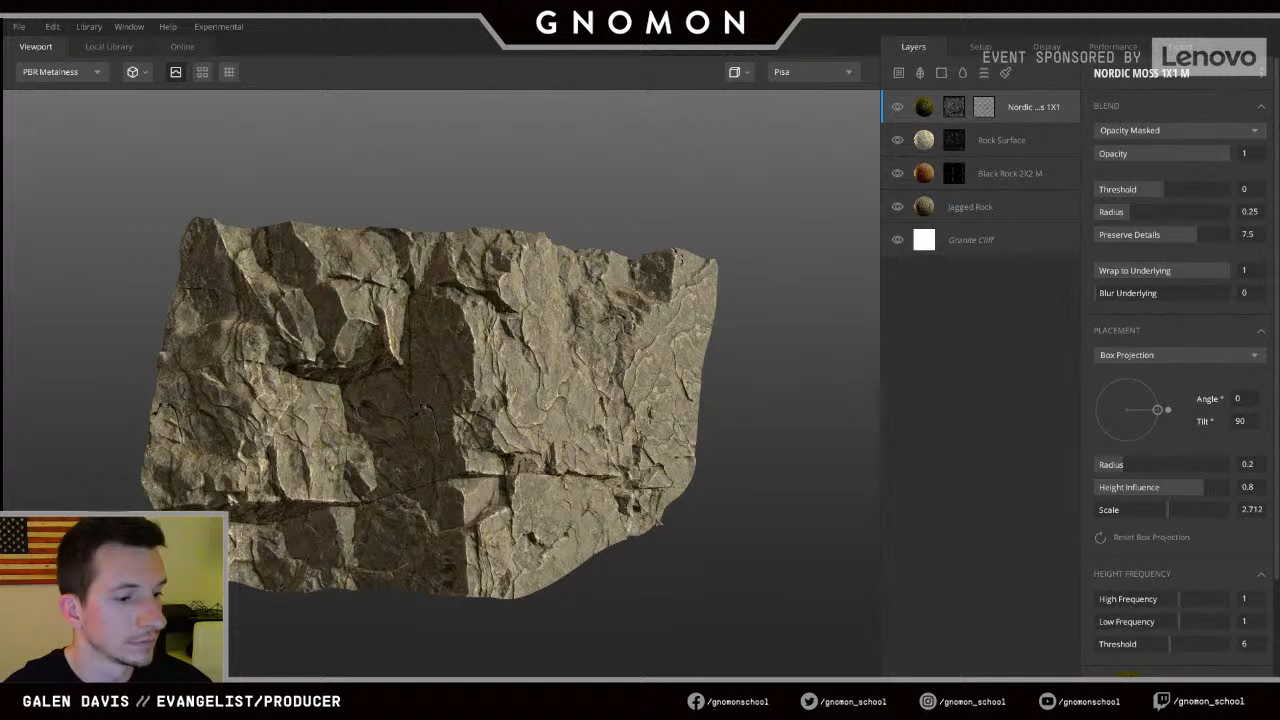 GNOMON
File Edit Library Window Help Experimental
Viewport Local Library Online
Layers Setup Display Performance
EVENT SPONSORED BY Lenovo
PBR Metalness
Pisa
NORDIC MOSS 1X1 M
Nordic ...s 1X1
Rock Surface
Black Rock 2X2 M
Jagged Rock
Granite Cliff
BLEND
Opacity Masked
Opacity 1
Threshold 0
Radius 0.25
Preserve Details 7.5
Wrap to Underlying 1
Blur Underlying 0
PLACEMENT
Box Projection
Angle ° 0
Tilt ° 90
Radius 0.2
Height Influence 0.8
Scale 2.712
Reset Box Projection
HEIGHT FREQUENCY
High Frequency 1
Low Frequency 1
Threshold 6
GALEN DAVIS // EVANGELIST/PRODUCER
/gnomonschool /gnomon_school /gnomon_school /gnomonschool /gnomon_school